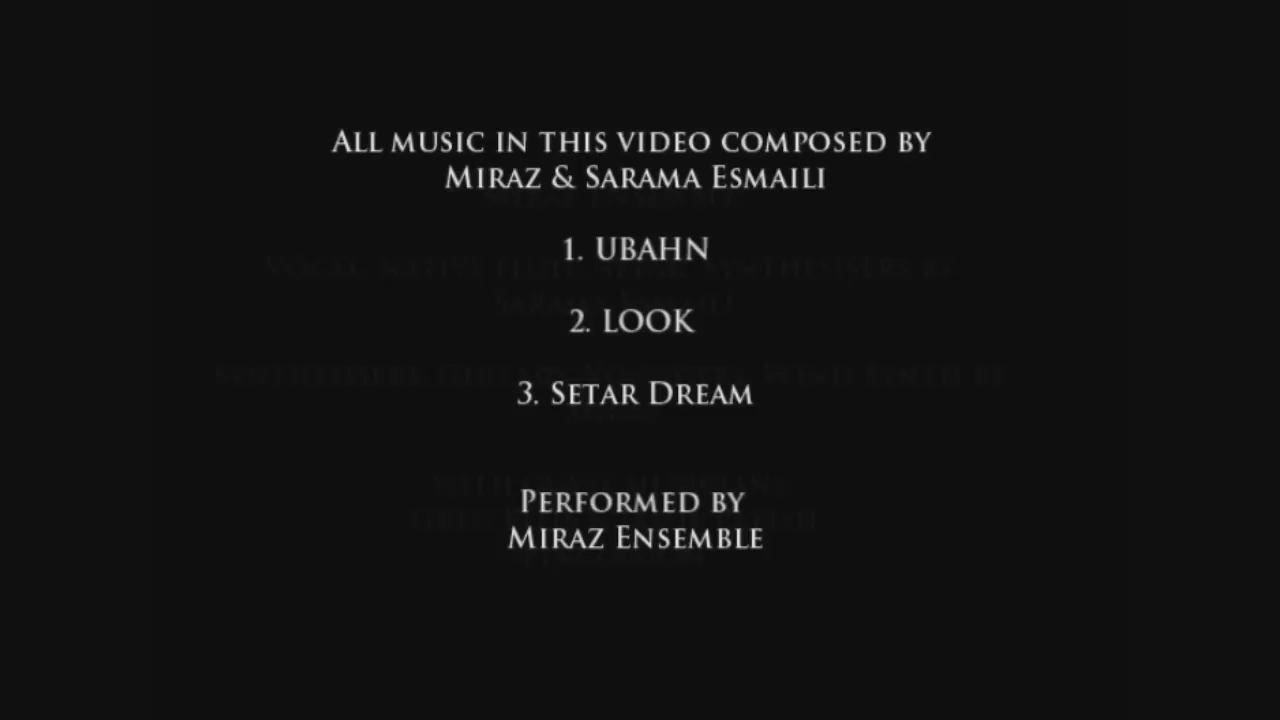 All music in this video composed by
Miraz & Sarama Esmaili
1. UBAHN
2. LOOK
3. Setar Dream
Performed by
Miraz Ensemble